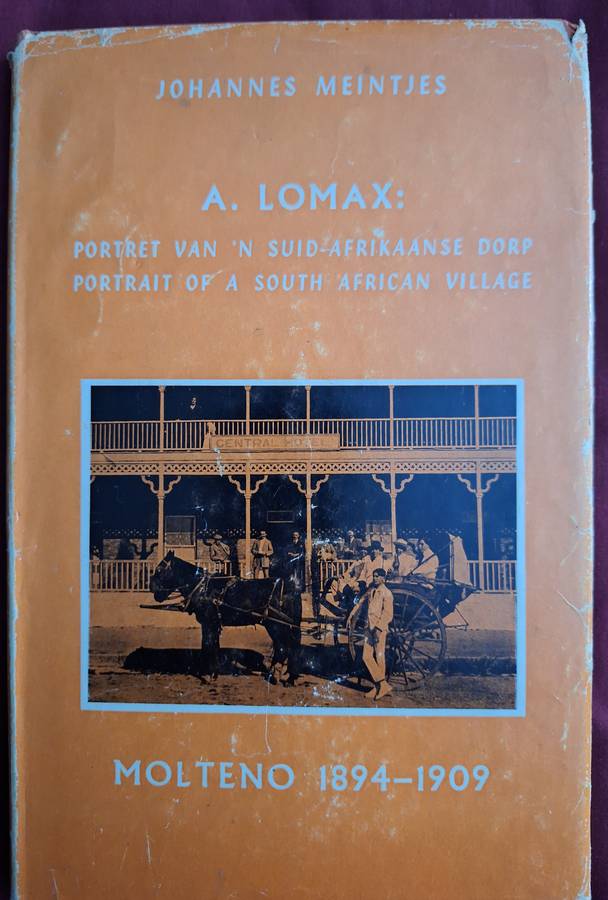 JOHANNES MEINTJES
A. LOMAX:
PORTRET VAN 'N SUID-AFRIKAANSE DORP
PORTRAIT OF A SOUTH AFRICAN VILLAGE
CENTRAL HOTEL
MOLTENO 1894–1909